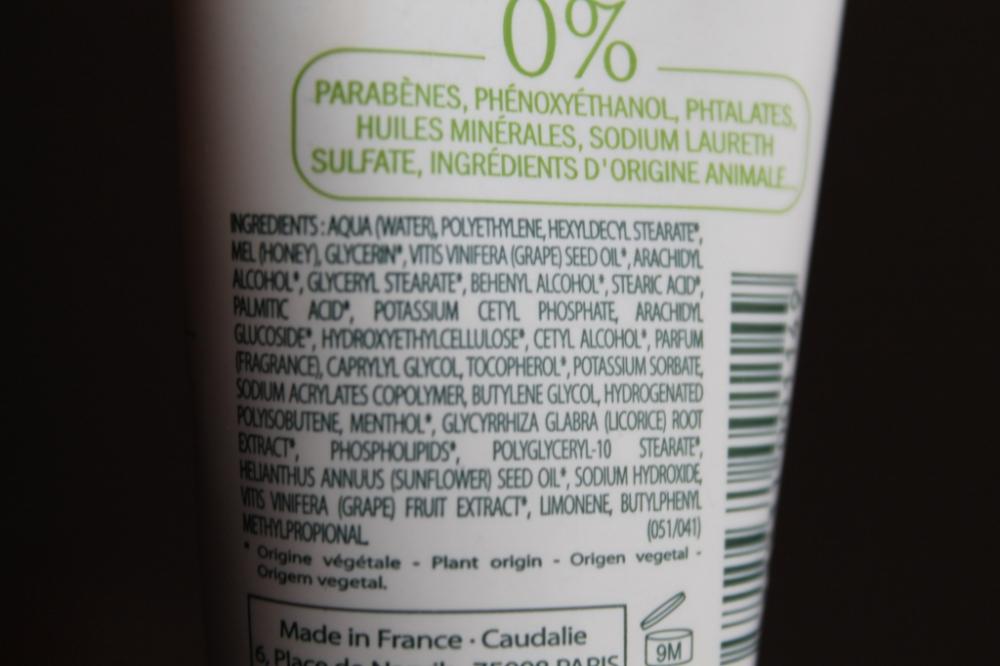 0%
PARABÈNES, PHÉNOXYÉTHANOL, PHTALATES,
HUILES MINÉRALES, SODIUM LAURETH
SULFATE, INGRÉDIENTS D'ORIGINE ANIMALE.
INGREDIENTS : AQUA (WATER), POLYETHYLENE, HEXYLDECYL STEARATE*,
MEL (HONEY), GLYCERIN*, VITIS VINIFERA (GRAPE) SEED OIL*, ARACHIDYL
ALCOHOL*, GLYCERYL STEARATE*, BEHENYL ALCOHOL*, STEARIC ACID*,
PALMITIC ACID*, POTASSIUM CETYL PHOSPHATE, ARACHIDYL
GLUCOSIDE*, HYDROXYETHYLCELLULOSE*, CETYL ALCOHOL*, PARFUM
(FRAGRANCE), CAPRYLYL GLYCOL, TOCOPHEROL*, POTASSIUM SORBATE,
SODIUM ACRYLATES COPOLYMER, BUTYLENE GLYCOL, HYDROGENATED
POLYISOBUTENE, MENTHOL*, GLYCYRRHIZA GLABRA (LICORICE) ROOT
EXTRACT*, PHOSPHOLIPIDS*, POLYGLYCERYL-10 STEARATE*,
HELIANTHUS ANNUUS (SUNFLOWER) SEED OIL*, SODIUM HYDROXIDE,
VITIS VINIFERA (GRAPE) FRUIT EXTRACT*, LIMONENE, BUTYLPHENYL
METHYLPROPIONAL. (051/041)
* Origine végétale - Plant origin - Origen vegetal -
Origem vegetal.
Made in France · Caudalie
6, Place de 75008 PARIS
9M